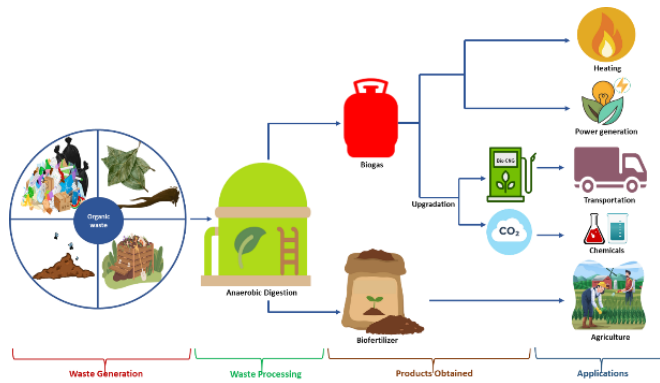 Organic
waste
Anaerobic Digestion
Biogas
Biofertilizer
Upgradation
Bio CNG
CO₂
Heating
Power generation
Transportation
Chemicals
Agriculture
Waste Generation
Waste Processing
Products Obtained
Applications